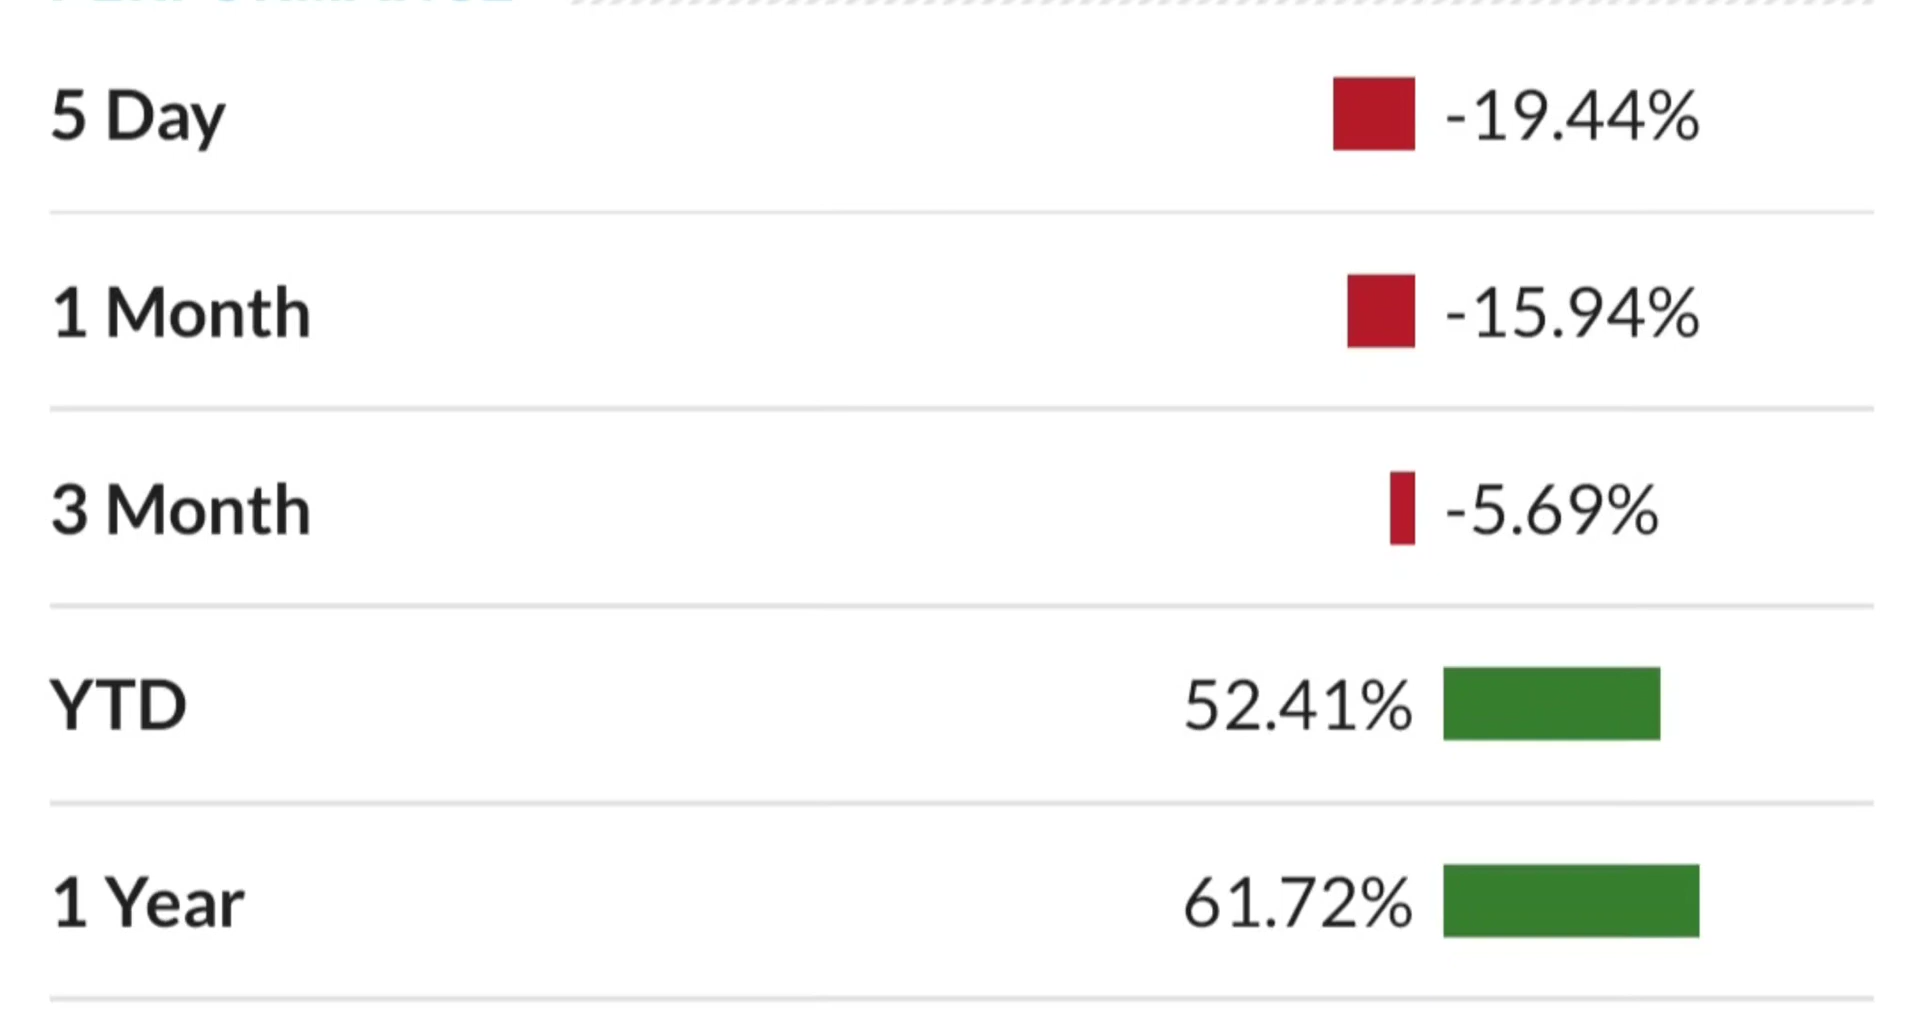 5 Day -19.44%
1 Month -15.94%
3 Month -5.69%
YTD 52.41%
1 Year 61.72%